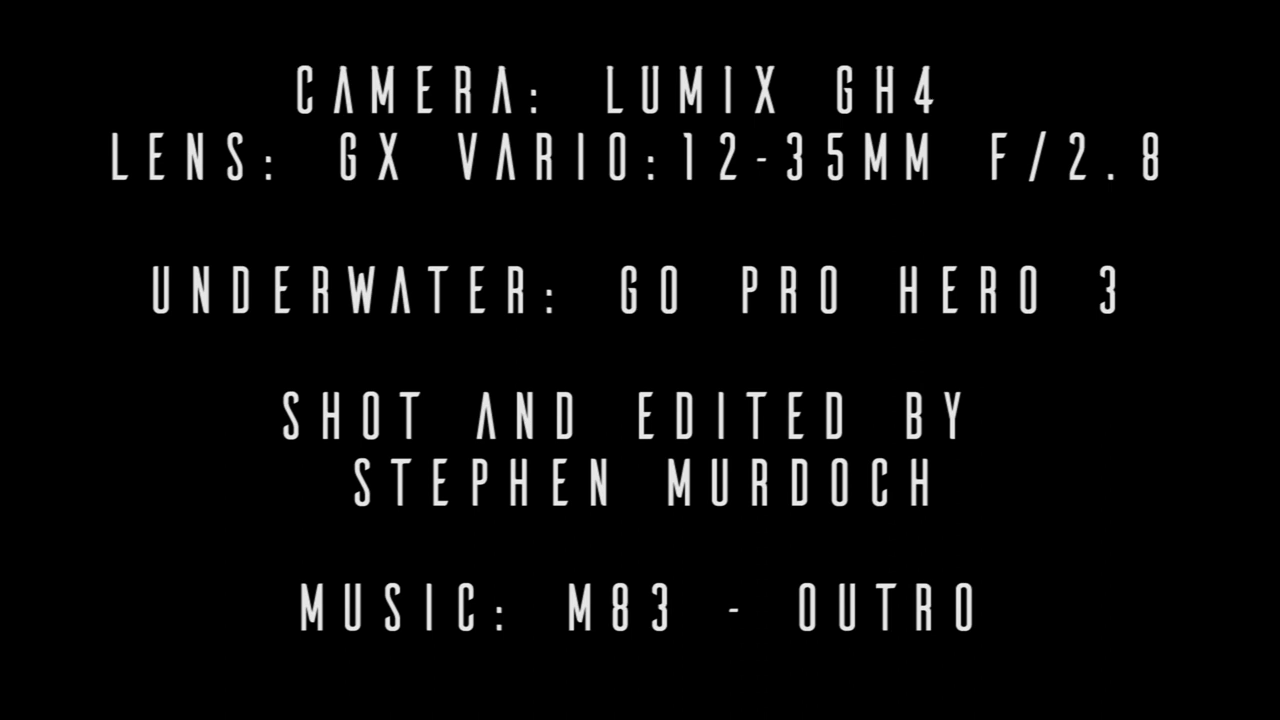 CAMERA: LUMIX GH4
LENS: GX VARIO:12-35MM F/2.8
UNDERWATER: GO PRO HERO 3
SHOT AND EDITED BY
STEPHEN MURDOCH
MUSIC: M83 - OUTRO